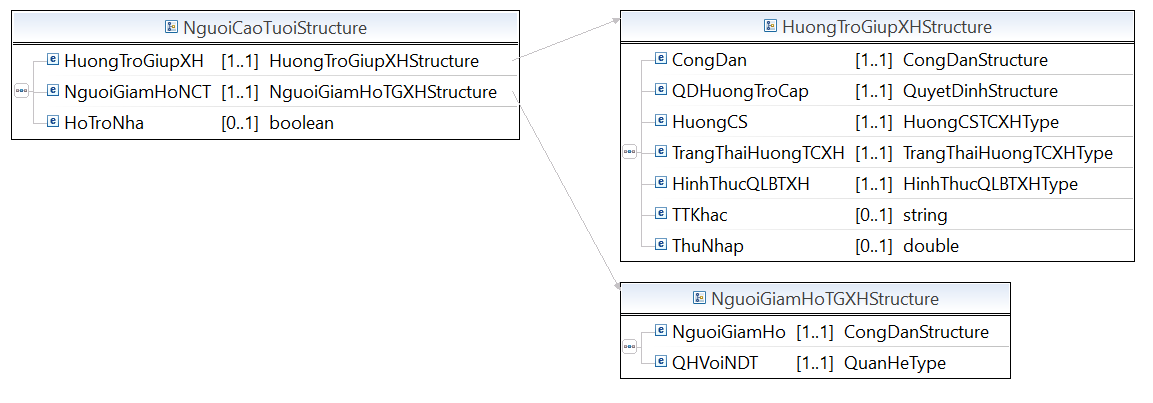 NguoiCaoTuoiStructure
HuongTroGiupXH [1..1] HuongTroGiupXHStructure
NguoiGiamHoNCT [1..1] NguoiGiamHoTGXHStructure
HoTroNha [0..1] boolean
HuongTroGiupXHStructure
CongDan [1..1] CongDanStructure
QDHuongTroCap [1..1] QuyetDinhStructure
HuongCS [1..1] HuongCSTCXHType
TrangThaiHuongTCXH [1..1] TrangThaiHuongTCXHType
HinhThucQLBTXH [1..1] HinhThucQLBTXHType
TTKhac [0..1] string
ThuNhap [0..1] double
NguoiGiamHoTGXHStructure
NguoiGiamHo [1..1] CongDanStructure
QHVoiNDT [1..1] QuanHeType